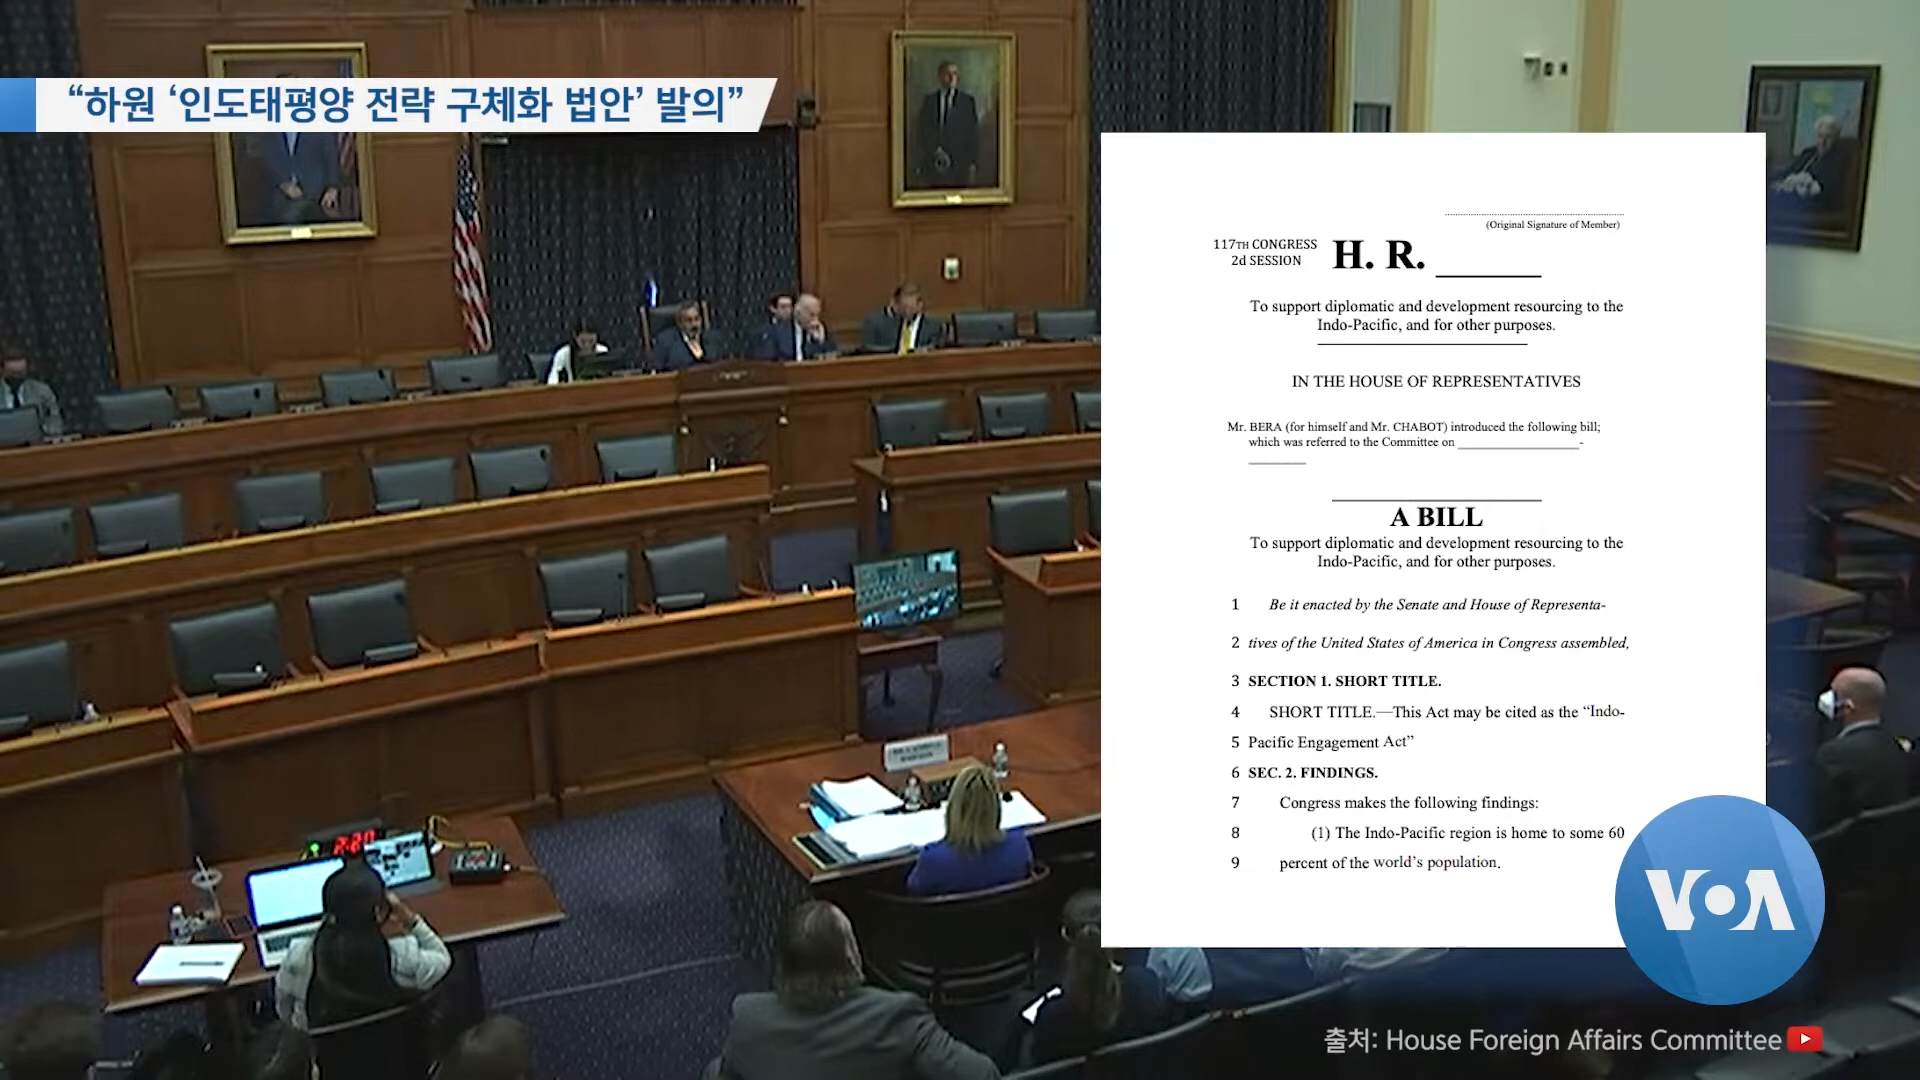 “하원 ‘인도태평양 전략 구체화 법안’ 발의”
(Original Signature of Member)
117TH CONGRESS
2d SESSION
H. R.
To support diplomatic and development resourcing to the
Indo-Pacific, and for other purposes.
IN THE HOUSE OF REPRESENTATIVES
Mr. BERA (for himself and Mr. CHABOT) introduced the following bill;
which was referred to the Committee on
A BILL
To support diplomatic and development resourcing to the
Indo-Pacific, and for other purposes.
1 Be it enacted by the Senate and House of Representa-
2 tives of the United States of America in Congress assembled,
3 SECTION 1. SHORT TITLE.
4 SHORT TITLE.—This Act may be cited as the “Indo-
5 Pacific Engagement Act”
6 SEC. 2. FINDINGS.
7 Congress makes the following findings:
8 (1) The Indo-Pacific region is home to some 60
9 percent of the world’s population.
2:20
VOA
출처: House Foreign Affairs Committee